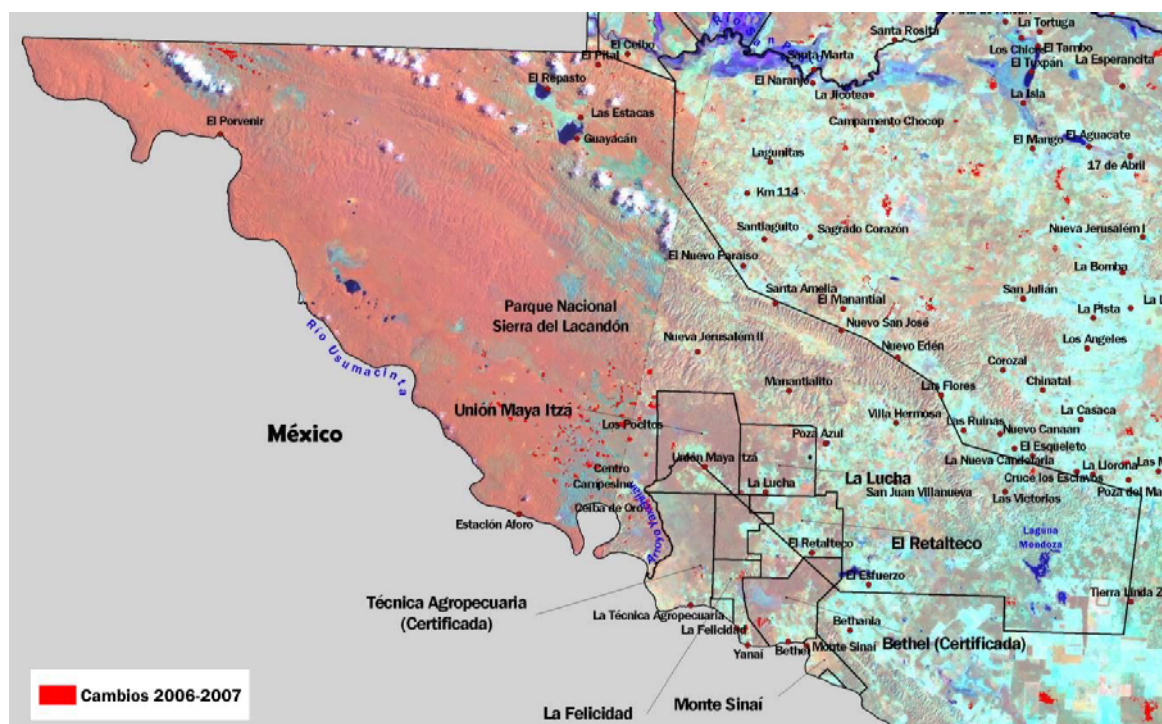 Santa Rosita
La Tortuga
Los Chicos
El Tambo
El Tuxpán
La Esperancita
El Ceibo
El Pital
El Repasto
Santa Marta
El Naranjo
La Jicotea
La Isla
Las Estacas
Campamento Chocop
El Porvenir
Guayacán
El Mango
El Aguacate
17 de Abril
Lagunitas
Km 114
Santiaguito
Sagrado Corazón
Nueva Jerusalém I
El Nuevo Paraiso
La Bomba
Santa Amelia
El Manantial
San Julián
La Pista
Parque Nacional
Sierra del Lacandón
Río Usumacinta
Nueva Jerusalém II
Nuevo San José
Nuevo Edén
Los Angeles
Corozal
Manantialito
Las Flores
Chinatal
Unión Maya Itzá
Los Pocitos
Villa Hermosa
La Casaca
México
Poza Azul
Las Ruinas
Nuevo Canaan
El Esqueleto
Unión Maya Itzá
La Nueva Candelaria
Cruce los Esclavos
La Llorona
Centro
Campesino
La Lucha
La Lucha
San Juan Villanueva
Las Victorias
Poza del Ma
Ceiba de Oro
Arroyo Yaxchilán
Estación Aforo
El Retalteco
El Retalteco
Laguna
Mendoza
El Esfuerzo
Tierra Linda 2
Técnica Agropecuaria
(Certificada)
La Técnica Agropecuaria
La Felicidad
Bethania
Yanaí
Bethel
Monte Sinaí
Bethel (Certificada)
Cambios 2006-2007
La Felicidad
Monte Sinaí